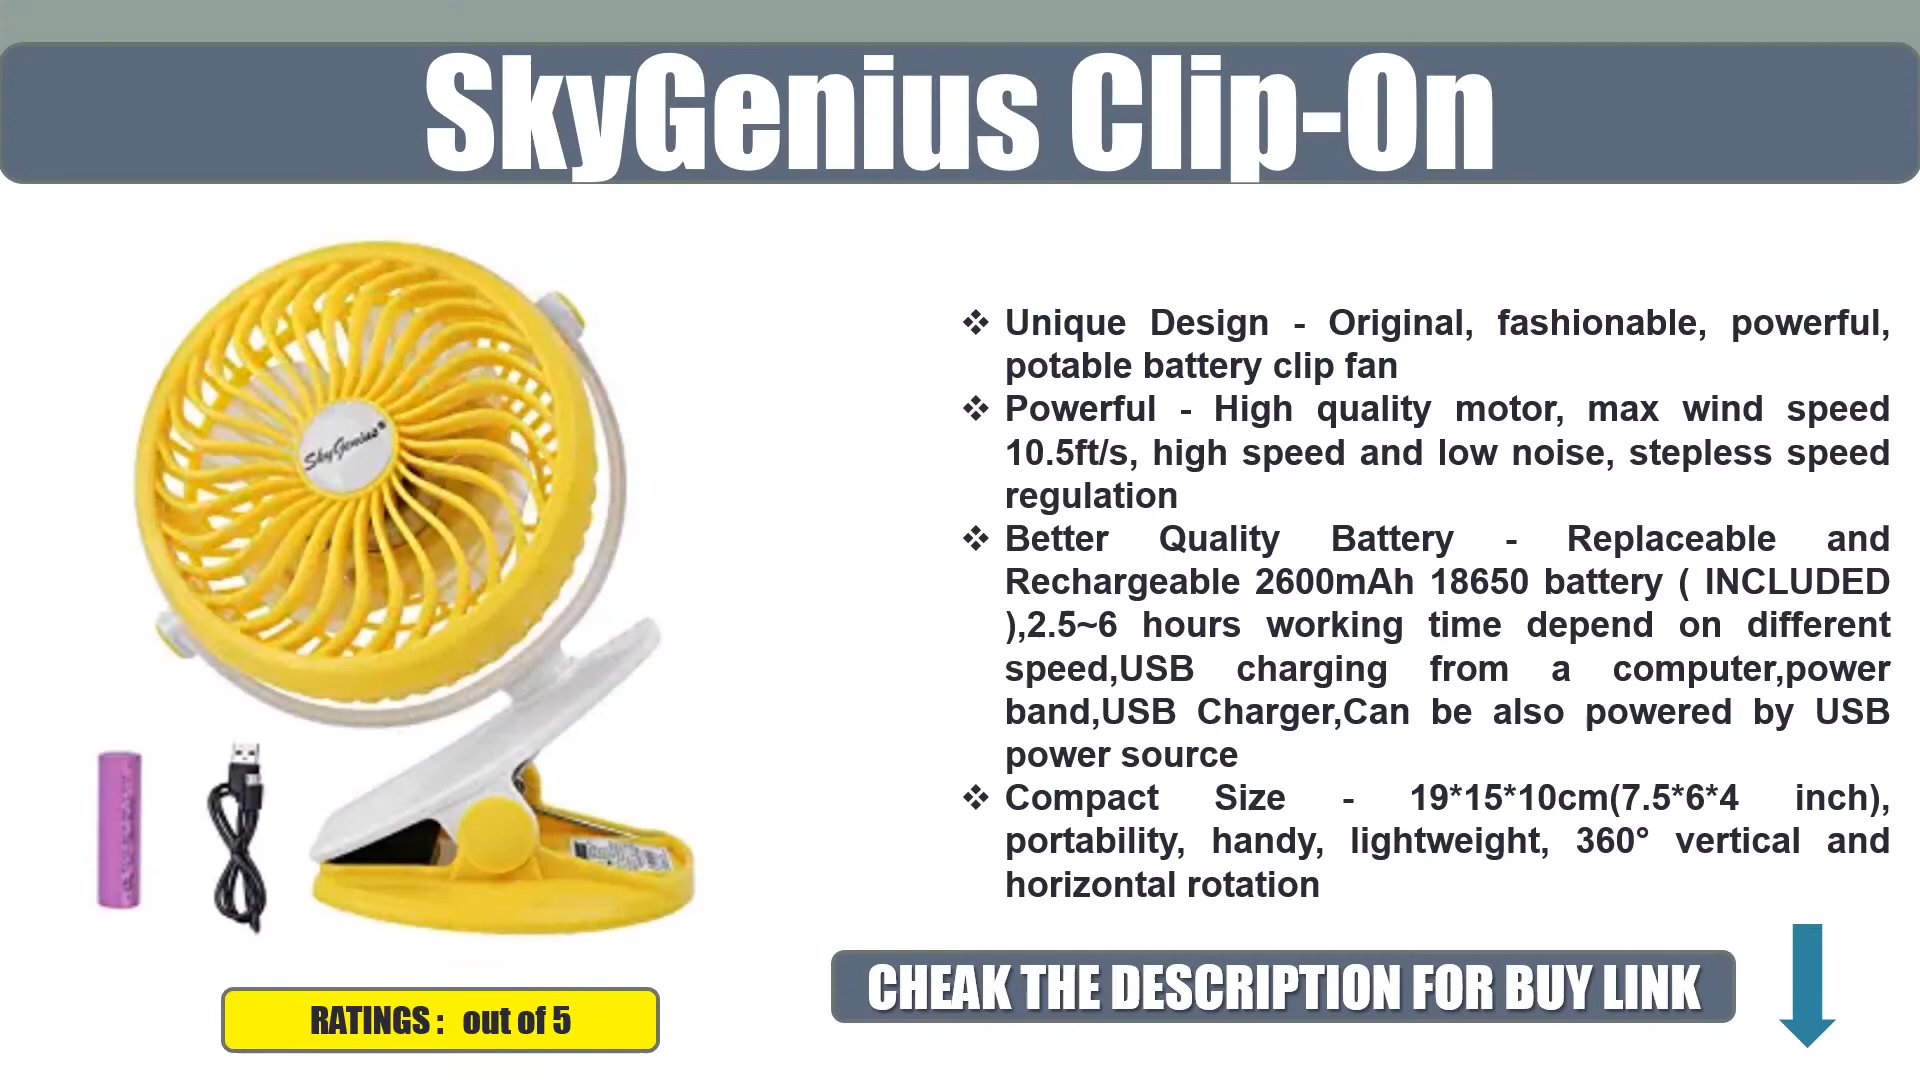 SkyGenius Clip-On
SkyGenius®
❖ Unique Design - Original, fashionable, powerful,
potable battery clip fan
❖ Powerful - High quality motor, max wind speed
10.5ft/s, high speed and low noise, stepless speed
regulation
❖ Better Quality Battery - Replaceable and
Rechargeable 2600mAh 18650 battery ( INCLUDED
),2.5~6 hours working time depend on different
speed,USB charging from a computer,power
band,USB Charger,Can be also powered by USB
power source
❖ Compact Size - 19*15*10cm(7.5*6*4 inch),
portability, handy, lightweight, 360° vertical and
horizontal rotation
RATINGS : out of 5
CHEAK THE DESCRIPTION FOR BUY LINK